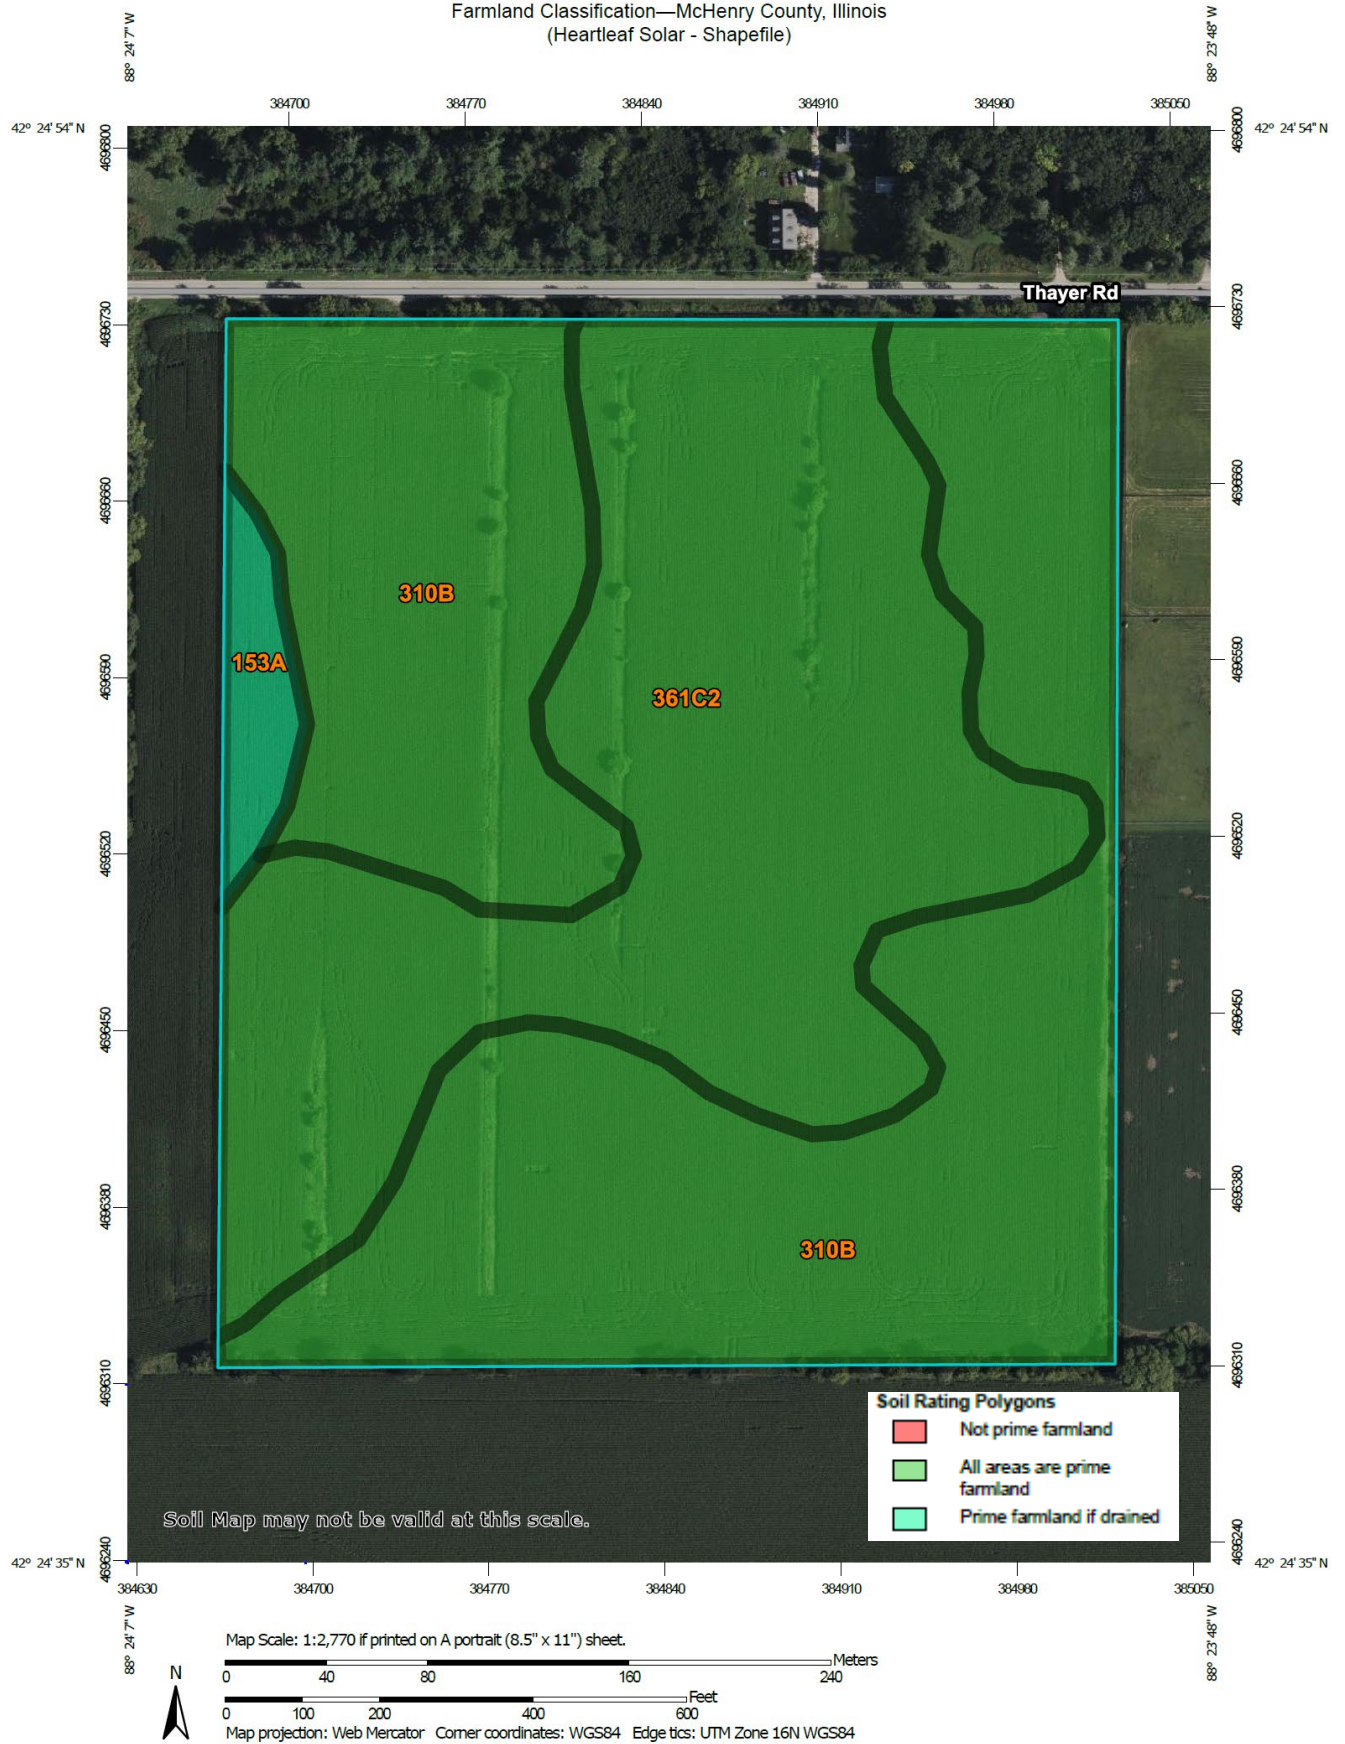 Farmland Classification—McHenry County, Illinois
(Heartleaf Solar - Shapefile)
88° 24' 7" W
88° 23' 48" W
384700 384770 384840 384910 384980 385050
42° 24' 54" N
42° 24' 54" N
4696800
4696800
Thayer Rd
4696730
4696730
4696660
4696660
310B
153A
4696590
4696590
361C2
4696520
4696520
4696450
4696450
4696380
4696380
310B
4696310
4696310
Soil Rating Polygons
Not prime farmland
All areas are prime
farmland
Prime farmland if drained
Soil Map may not be valid at this scale.
4696240
4696240
42° 24' 35" N
42° 24' 35" N
384630 384700 384770 384840 384910 384980 385050
88° 24' 7" W
88° 23' 48" W
Map Scale: 1:2,770 if printed on A portrait (8.5" x 11") sheet.
Meters
0 40 80 160 240
N
Feet
0 100 200 400 600
Map projection: Web Mercator Corner coordinates: WGS84 Edge tics: UTM Zone 16N WGS84